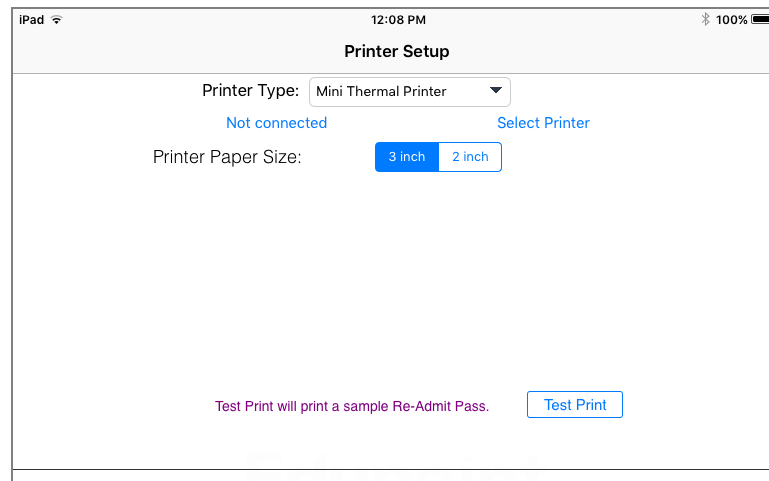 iPad 12:08 PM 100%
Printer Setup
Printer Type: Mini Thermal Printer
Not connected Select Printer
Printer Paper Size: 3 inch 2 inch
Test Print will print a sample Re-Admit Pass. Test Print